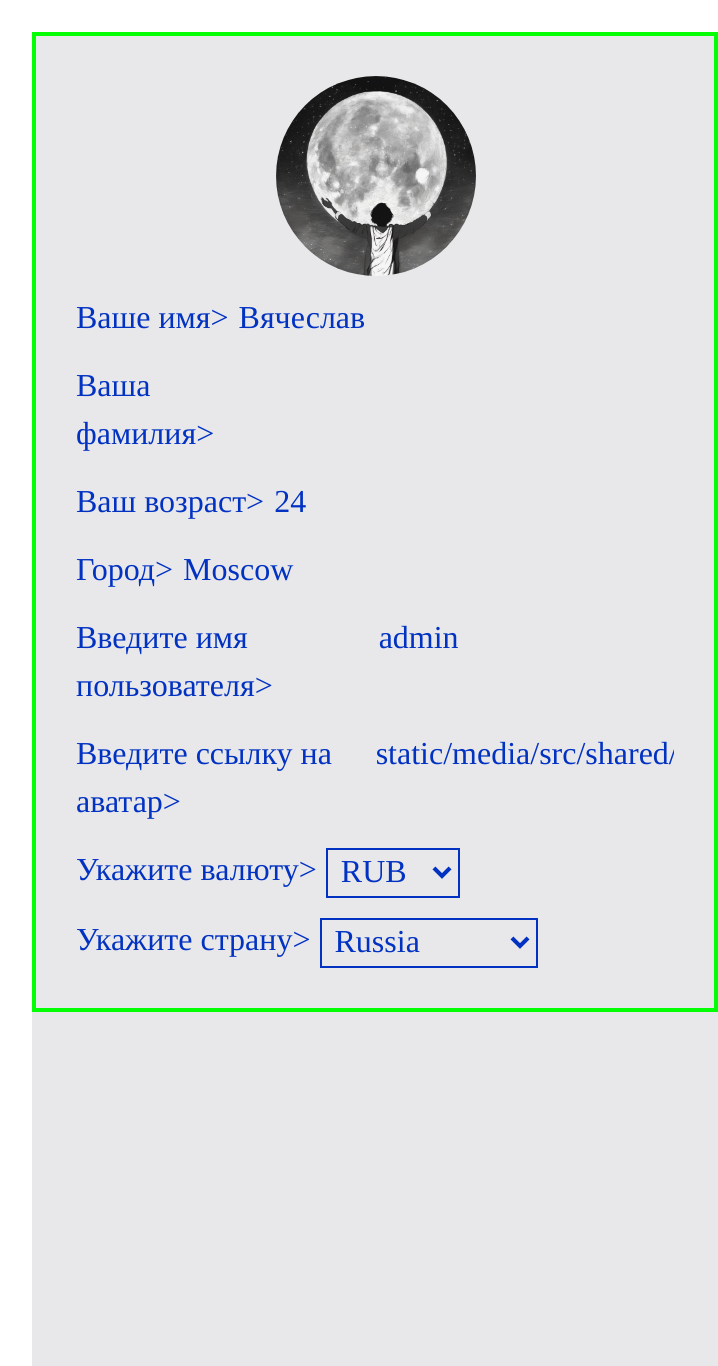 Ваше имя> Вячеслав
Ваша
фамилия>
Ваш возраст> 24
Город> Moscow
Введите имя admin
пользователя>
Введите ссылку на static/media/src/shared/
аватар>
Укажите валюту> RUB
Укажите страну> Russia